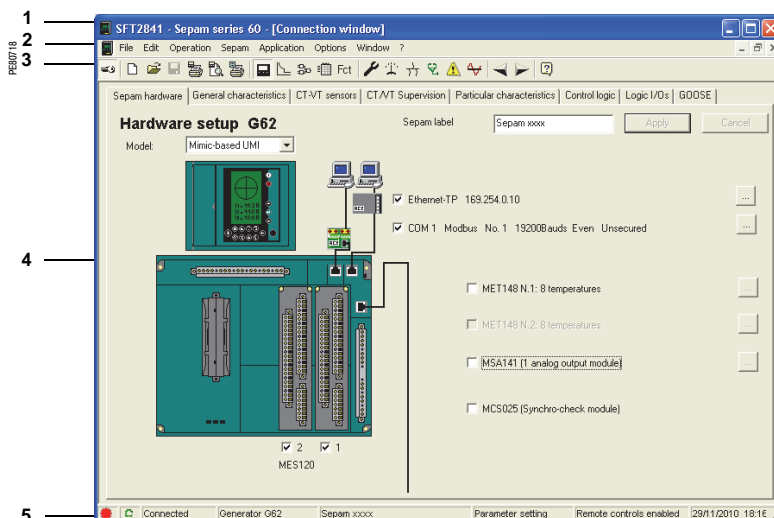 1
SFT2841 - Sepam series 60 - [Connection window]
2
File Edit Operation Sepam Application Options Window ?
PE80718
3
Fct
Sepam hardware General characteristics CT-VT sensors CT/VT Supervision Particular characteristics Control logic Logic I/Os GOOSE
Hardware setup G62
Sepam label Sepam xxxx Apply Cancel
Model: Mimic-based UMI
Ethernet-TP 169.254.0.10 ...
ACE
COM 1 Modbus No. 1 19200Bauds Even Unsecured ...
ACE
4
MET148 N.1: 8 temperatures ...
MET148 N.2: 8 temperatures ...
MSA141 (1 analog output module) ...
MCS025 (Synchro-check module)
2 1
MES120
5
Connected Generator G62 Sepam xxxx Parameter setting Remote controls enabled 29/11/2010 18:16